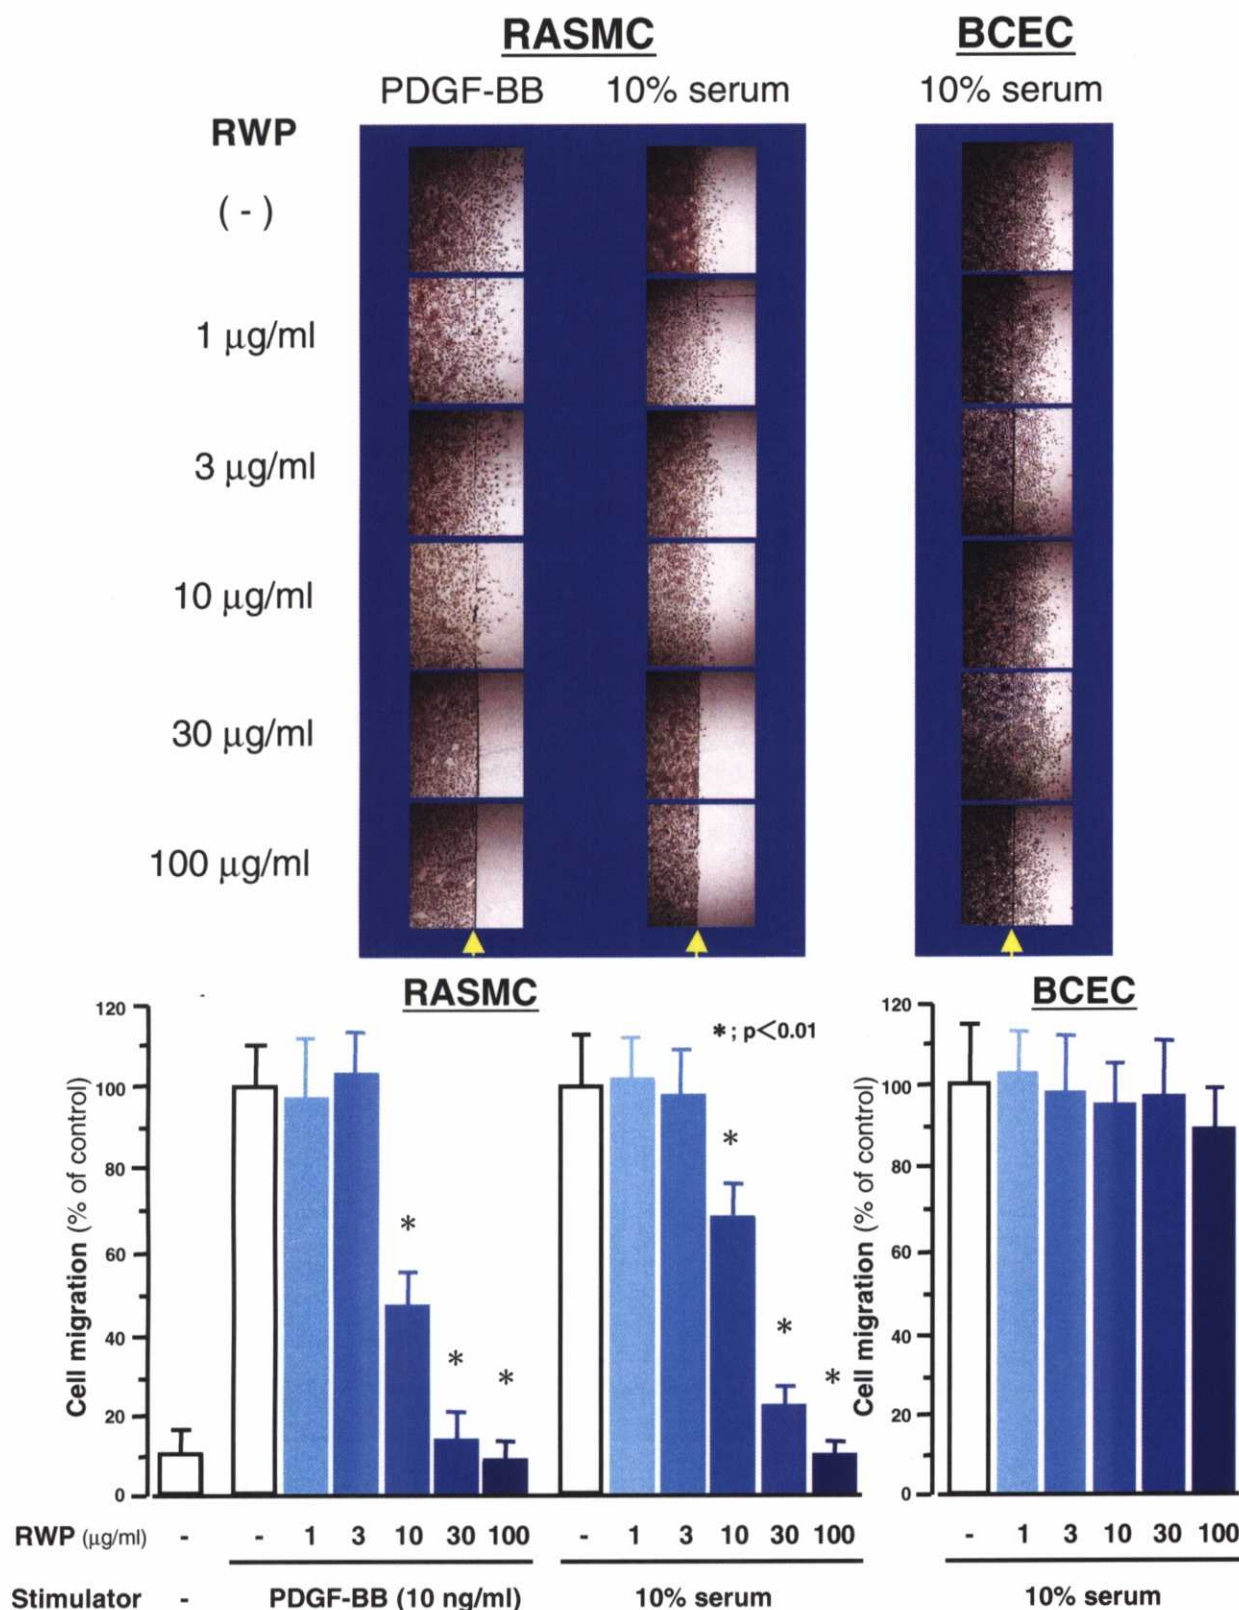 RASMC
BCEC
PDGF-BB
10% serum
10% serum
RWP
( - )
1 μg/ml
3 μg/ml
10 μg/ml
30 μg/ml
100 μg/ml
RASMC
BCEC
* ; p<0.01
Cell migration (% of control)
120
100
80
60
40
20
0
*
*
*
*
*
*
Cell migration (% of control)
120
100
80
60
40
20
0
RWP (μg/ml) - - 1 3 10 30 100 - 1 3 10 30 100 - 1 3 10 30 100
Stimulator - PDGF-BB (10 ng/ml) 10% serum 10% serum